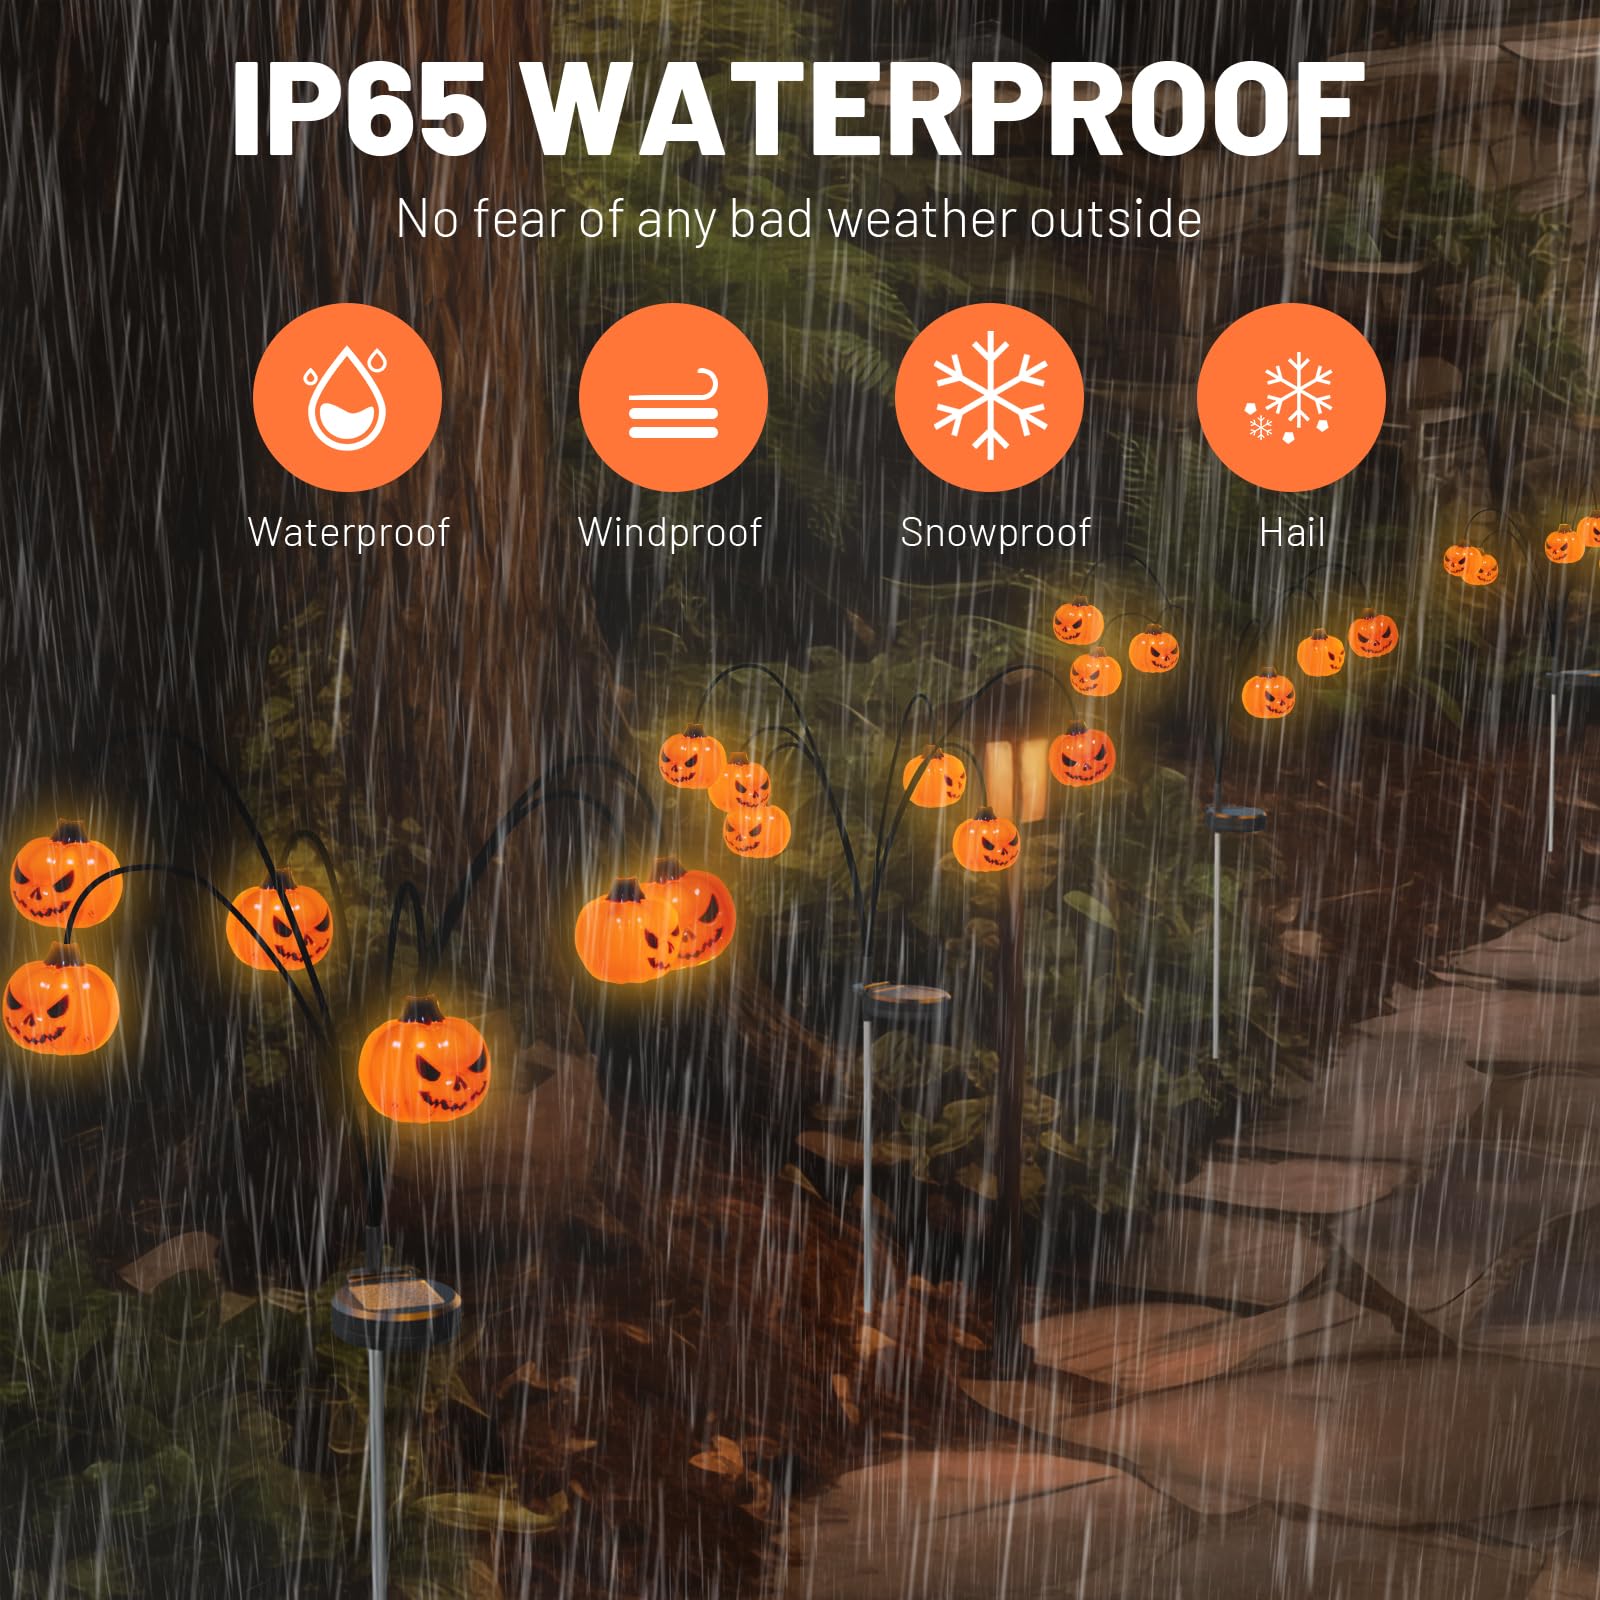 IP65 WATERPROOF
No fear of any bad weather outside
Waterproof
Windproof
Snowproof
Hail